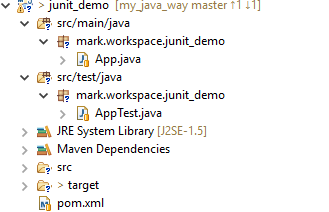 > junit_demo [my_java_way master ↑1 ↓1]
src/main/java
mark.workspace.junit_demo
App.java
src/test/java
mark.workspace.junit_demo
AppTest.java
JRE System Library [J2SE-1.5]
Maven Dependencies
src
> target
pom.xml